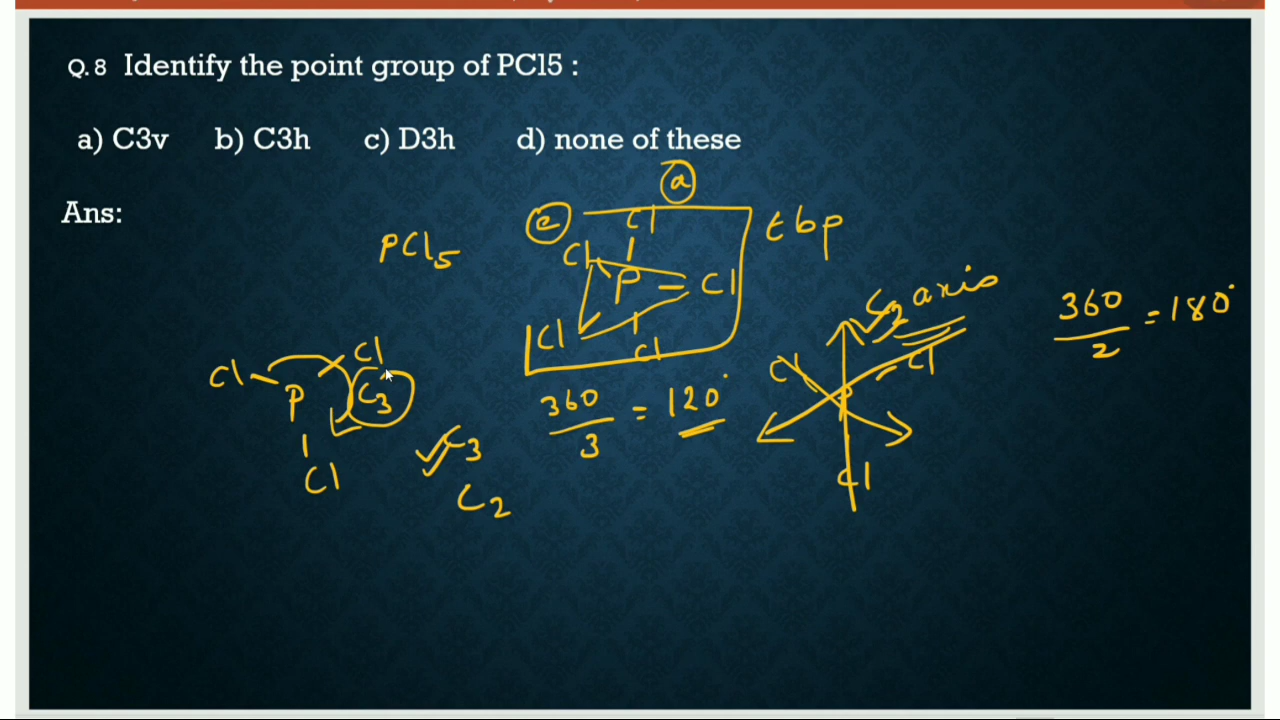 Q. 8 Identify the point group of PCl5 :
a) C3v b) C3h c) D3h d) none of these
Ans:
a
e
tbp
PCl5
Cl
Cl
P
Cl
Cl
Cl
C2 axis
360/2 = 180°
Cl
Cl
P
C3
Cl
360/3 = 120°
C3
C2
Cl
Cl
P
Cl